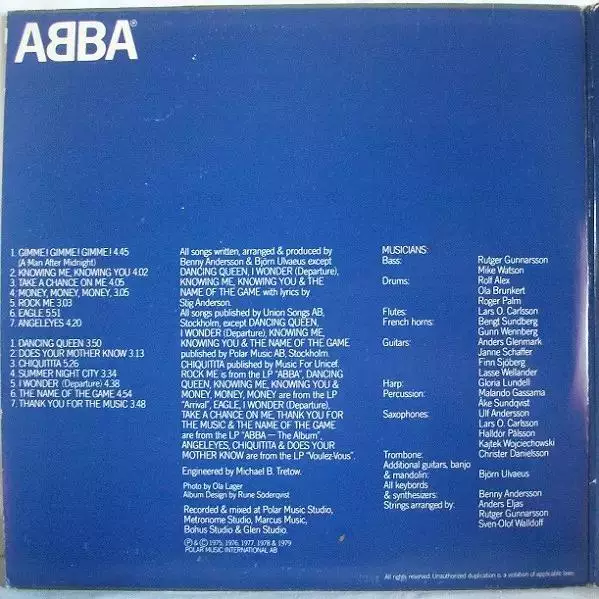 ABBA®
1. GIMME! GIMME! GIMME! 4.45
(A Man After Midnight)
2. KNOWING ME, KNOWING YOU 4.02
3. TAKE A CHANCE ON ME 4.05
4. MONEY, MONEY, MONEY, 3.05
5. ROCK ME 3.03
6. EAGLE 5.51
7. ANGELEYES 4.20
1. DANCING QUEEN 3.50
2. DOES YOUR MOTHER KNOW 3.13
3. CHIQUITITA 5.26
4. SUMMER NIGHT CITY 3.34
5. I WONDER (Departure) 4.38
6. THE NAME OF THE GAME 4.54
7. THANK YOU FOR THE MUSIC 3.48
All songs written, arranged & produced by
Benny Andersson & Björn Ulvaeus except
DANCING QUEEN, I WONDER (Departure),
KNOWING ME, KNOWING YOU & THE
NAME OF THE GAME with lyrics by
Stig Anderson.
All songs published by Union Songs AB,
Stockholm, except DANCING QUEEN,
I WONDER (Departure), KNOWING ME,
KNOWING YOU & THE NAME OF THE GAME
published by Polar Music AB, Stockholm.
CHIQUITITA published by Music For Unicef.
ROCK ME is from the LP "ABBA", DANCING
QUEEN, KNOWING ME, KNOWING YOU &
MONEY, MONEY, MONEY are from the LP
"Arrival", EAGLE, I WONDER (Departure),
TAKE A CHANCE ON ME, THANK YOU FOR
THE MUSIC & THE NAME OF THE GAME
are from the LP "ABBA – The Album",
ANGELEYES, CHIQUITITA & DOES YOUR
MOTHER KNOW are from the LP "Voulez-Vous".
Engineered by Michael B. Tretow.
Photo by Ola Lager
Album Design by Rune Söderqvist
Recorded & mixed at Polar Music Studio,
Metronome Studio, Marcus Music,
Bohus Studio & Glen Studio.
Ⓟ & © 1975, 1976, 1977, 1978 & 1979
POLAR MUSIC INTERNATIONAL AB
MUSICIANS:
Bass: Rutger Gunnarsson
Mike Watson
Drums: Rolf Alex
Ola Brunkert
Roger Palm
Flutes: Lars O. Carlsson
French horns: Bengt Sundberg
Gunn Wennberg
Guitars: Anders Glenmark
Janne Schaffer
Finn Sjöberg
Lasse Wellander
Harp: Gloria Lundell
Percussion: Malando Gassama
Åke Sundqvist
Saxophones: Ulf Andersson
Lars O. Carlsson
Halldór Pálsson
Kajtek Wojciechowski
Trombone: Christer Danielsson
Additional guitars, banjo
& mandolin: Björn Ulvaeus
All keybords
& synthesizers: Benny Andersson
Strings arranged by: Anders Eljas
Rutger Gunnarsson
Sven-Olof Walldoff
All rights reserved. Unauthorized duplication is a violation of applicable laws.